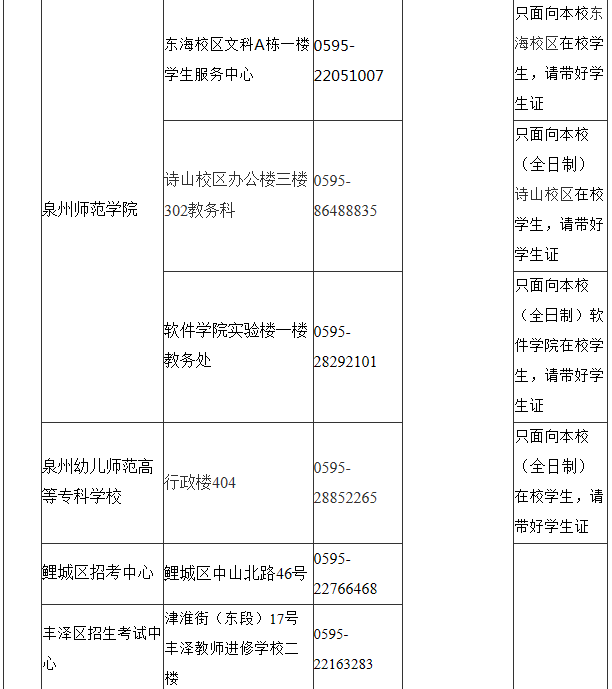 东海校区文科A栋一楼
学生服务中心
0595-
22051007
只面向本校东
海校区在校学
生，请带好学
生证
泉州师范学院
诗山校区办公楼三楼
302教务科
0595-
86488835
只面向本校
（全日制）
诗山校区在校
学生，请带好
学生证
软件学院实验楼一楼
教务处
0595-
28292101
只面向本校
（全日制）软
件学院在校学
生，请带好学
生证
泉州幼儿师范高
等专科学校
行政楼404
0595-
28852265
只面向本校
（全日制）
在校学生，请
带好学生证
鲤城区招考中心
鲤城区中山北路46号
0595-
22766468
丰泽区招生考试中
心
津淮街（东段）17号
丰泽教师进修学校二
楼
0595-
22163283